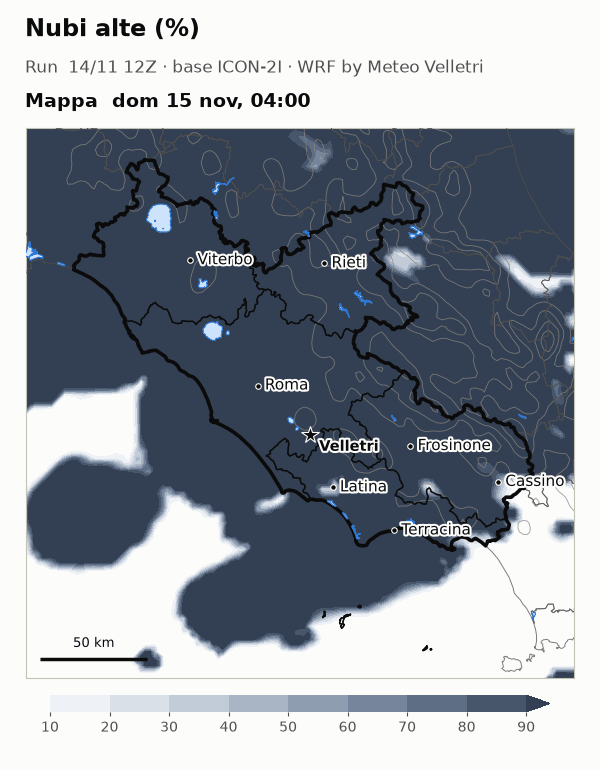 Nubi alte (%)
Run 14/11 12Z · base ICON-2I · WRF by Meteo Velletri
Mappa dom 15 nov, 04:00
Viterbo
Rieti
Roma
Velletri
Frosinone
Latina
Cassino
Terracina
50 km
10 20 30 40 50 60 70 80 90